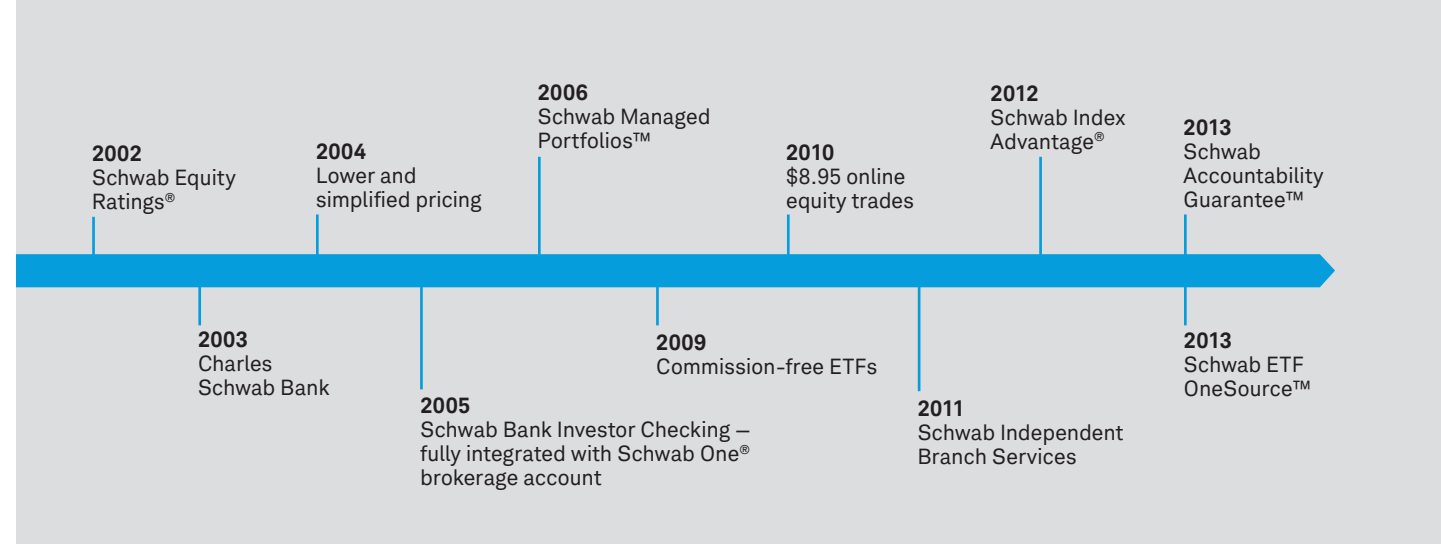 2002
Schwab Equity
Ratings®
2003
Charles
Schwab Bank
2004
Lower and
simplified pricing
2005
Schwab Bank Investor Checking —
fully integrated with Schwab One®
brokerage account
2006
Schwab Managed
Portfolios™
2009
Commission-free ETFs
2010
$8.95 online
equity trades
2011
Schwab Independent
Branch Services
2012
Schwab Index
Advantage®
2013
Schwab
Accountability
Guarantee™
2013
Schwab ETF
OneSource™